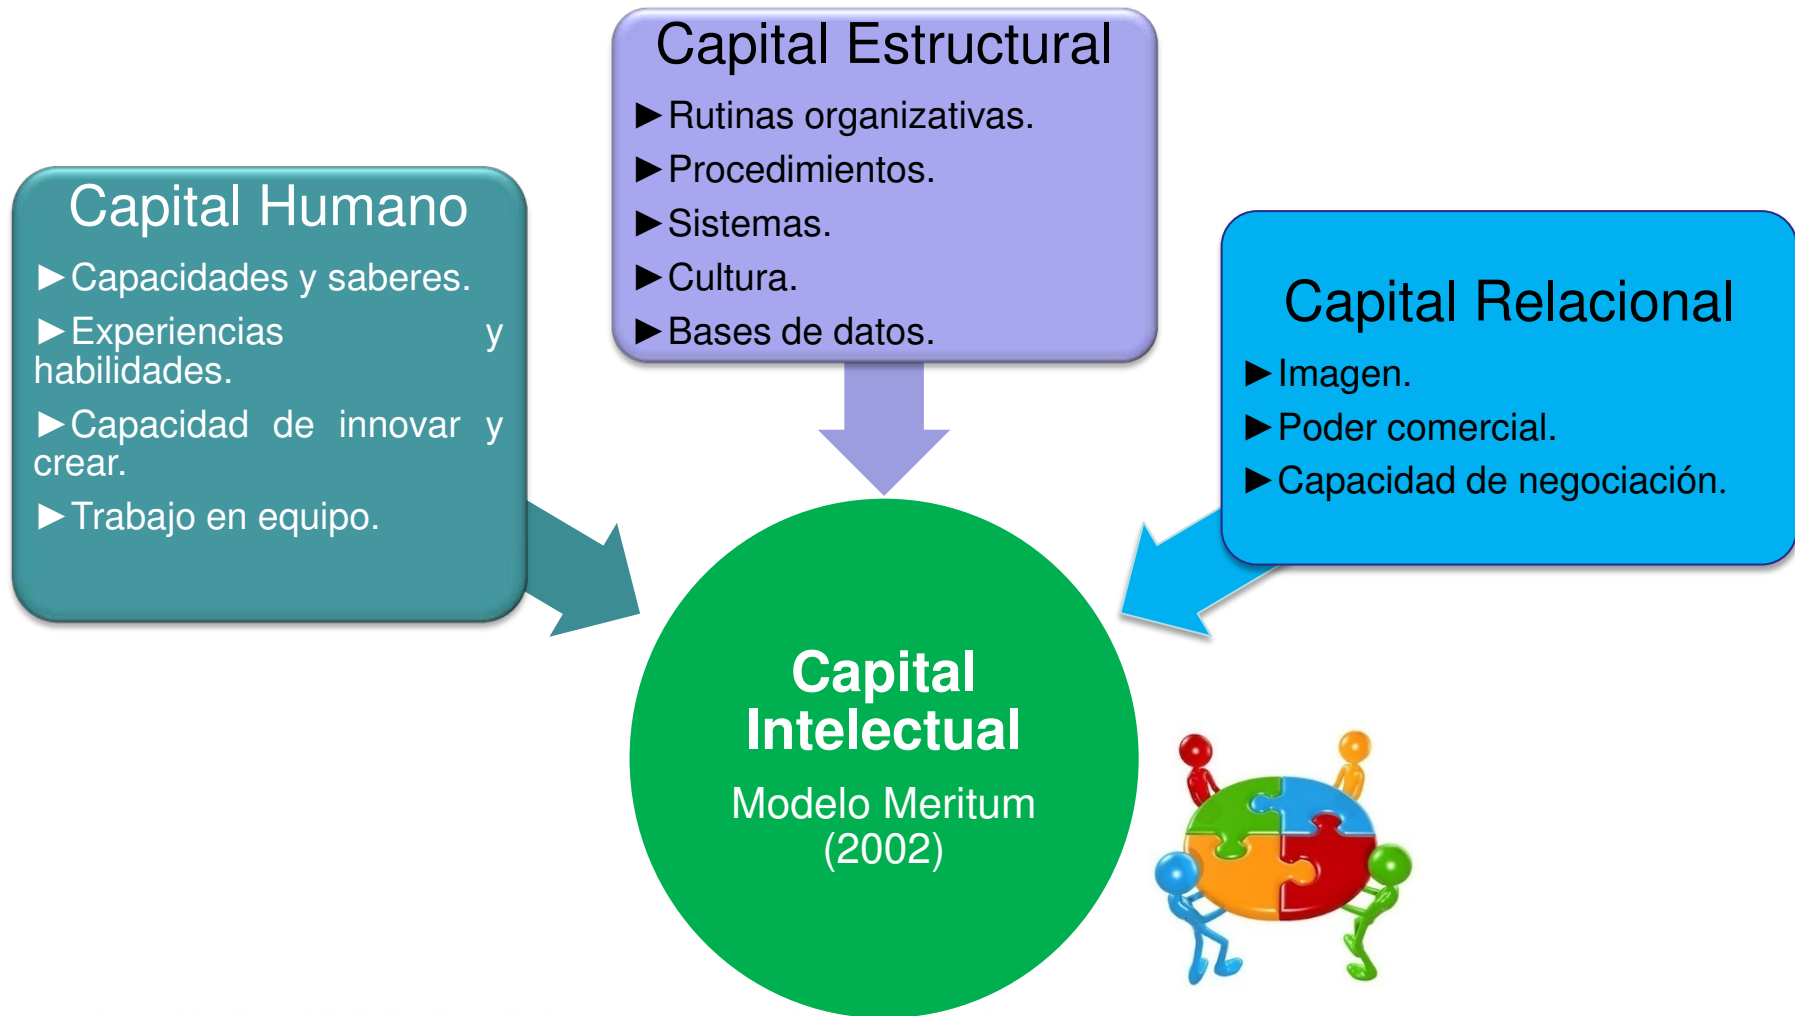 Capital Estructural
►Rutinas organizativas.
►Procedimientos.
►Sistemas.
►Cultura.
►Bases de datos.
Capital Humano
►Capacidades y saberes.
►Experiencias y
habilidades.
►Capacidad de innovar y
crear.
►Trabajo en equipo.
Capital Relacional
►Imagen.
►Poder comercial.
►Capacidad de negociación.
Capital
Intelectual
Modelo Meritum
(2002)